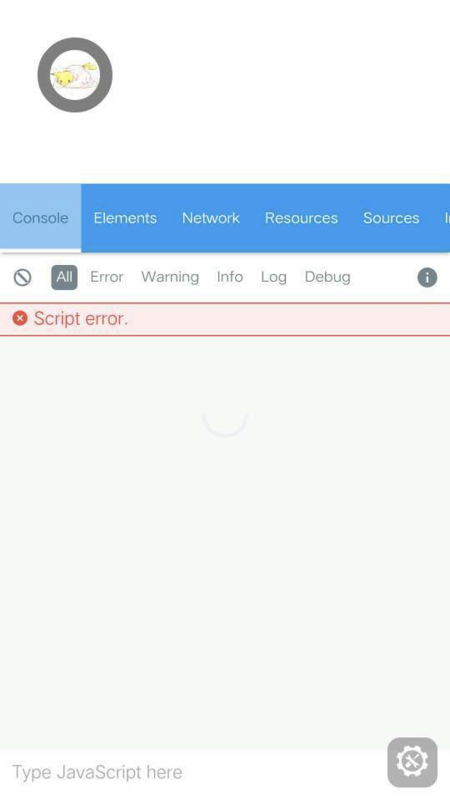 Console Elements Network Resources Sources
All Error Warning Info Log Debug
Script error.
Type JavaScript here